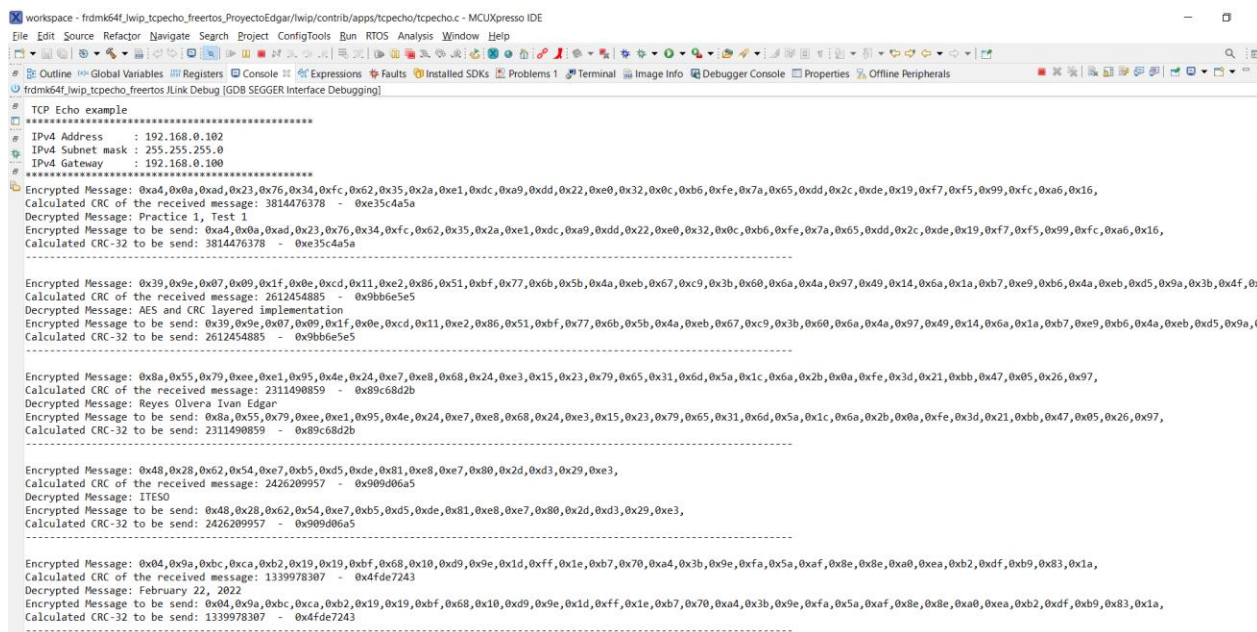 workspace - frdmk64f_lwip_tcpecho_freertos_ProyectoEdgar/lwip/contrib/apps/tcpecho/tcpecho.c - MCUXpresso IDE
File Edit Source Refactor Navigate Search Project ConfigTools Run RTOS Analysis Window Help
Outline Global Variables Registers Console Expressions Faults Installed SDKs Problems 1 Terminal Image Info Debugger Console Properties Offline Peripherals
frdmk64f_lwip_tcpecho_freertos JLink Debug [GDB SEGGER Interface Debugging]
TCP Echo example
************************************************
IPv4 Address : 192.168.0.102
IPv4 Subnet mask : 255.255.255.0
IPv4 Gateway : 192.168.0.100
************************************************
Encrypted Message: 0xa4,0x0a,0xad,0x23,0x76,0x34,0xfc,0x62,0x35,0x2a,0xe1,0xdc,0xa9,0xdd,0x22,0xe0,0x32,0x0c,0xb6,0xfe,0x7a,0x65,0xdd,0x2c,0xde,0x19,0xf7,0xf5,0x99,0xfc,0xa6,0x16,
Calculated CRC of the received message: 3814476378 - 0xe35c4a5a
Decrypted Message: Practice 1, Test 1
Encrypted Message to be send: 0xa4,0x0a,0xad,0x23,0x76,0x34,0xfc,0x62,0x35,0x2a,0xe1,0xdc,0xa9,0xdd,0x22,0xe0,0x32,0x0c,0xb6,0xfe,0x7a,0x65,0xdd,0x2c,0xde,0x19,0xf7,0xf5,0x99,0xfc,0xa6,0x16,
Calculated CRC-32 to be send: 3814476378 - 0xe35c4a5a
Encrypted Message: 0x39,0x9e,0x07,0x09,0x1f,0x0e,0xcd,0x11,0xe2,0x86,0x51,0xbf,0x77,0x6b,0x5b,0x4a,0xeb,0x67,0xc9,0x3b,0x60,0x6a,0x4a,0x97,0x49,0x14,0x6a,0x1a,0xb7,0xe9,0xb6,0x4a,0xeb,0xd5,0x9a,0x3b,0x4f,0x
Calculated CRC of the received message: 2612454885 - 0x9bb6e5e5
Decrypted Message: AES and CRC layered implementation
Encrypted Message to be send: 0x39,0x9e,0x07,0x09,0x1f,0x0e,0xcd,0x11,0xe2,0x86,0x51,0xbf,0x77,0x6b,0x5b,0x4a,0xeb,0x67,0xc9,0x3b,0x60,0x6a,0x4a,0x97,0x49,0x14,0x6a,0x1a,0xb7,0xe9,0xb6,0x4a,0xeb,0xd5,0x9a,
Calculated CRC-32 to be send: 2612454885 - 0x9bb6e5e5
Encrypted Message: 0x8a,0x55,0x79,0xee,0xe1,0x95,0x4e,0x24,0xe7,0xe8,0x68,0x24,0xe3,0x15,0x23,0x79,0x65,0x31,0x6d,0x5a,0x1c,0x6a,0x2b,0x0a,0xfe,0x3d,0x21,0xbb,0x47,0x05,0x26,0x97,
Calculated CRC of the received message: 2311490859 - 0x89c68d2b
Decrypted Message: Reyes Olvera Ivan Edgar
Encrypted Message to be send: 0x8a,0x55,0x79,0xee,0xe1,0x95,0x4e,0x24,0xe7,0xe8,0x68,0x24,0xe3,0x15,0x23,0x79,0x65,0x31,0x6d,0x5a,0x1c,0x6a,0x2b,0x0a,0xfe,0x3d,0x21,0xbb,0x47,0x05,0x26,0x97,
Calculated CRC-32 to be send: 2311490859 - 0x89c68d2b
Encrypted Message: 0x48,0x28,0x62,0x54,0xe7,0xb5,0xd5,0xde,0x81,0xe8,0xe7,0x80,0x2d,0xd3,0x29,0xe3,
Calculated CRC of the received message: 2426209957 - 0x909d06a5
Decrypted Message: ITESO
Encrypted Message to be send: 0x48,0x28,0x62,0x54,0xe7,0xb5,0xd5,0xde,0x81,0xe8,0xe7,0x80,0x2d,0xd3,0x29,0xe3,
Calculated CRC-32 to be send: 2426209957 - 0x909d06a5
Encrypted Message: 0x04,0x9a,0xbc,0xca,0xb2,0x19,0x19,0xbf,0x68,0x10,0xd9,0x9e,0x1d,0xff,0x1e,0xb7,0x70,0xa4,0x3b,0x9e,0xfa,0x5a,0xaf,0x8e,0x8e,0xa0,0xea,0xb2,0xdf,0xb9,0x83,0x1a,
Calculated CRC of the received message: 1339978307 - 0x4fde7243
Decrypted Message: February 22, 2022
Encrypted Message to be send: 0x04,0x9a,0xbc,0xca,0xb2,0x19,0x19,0xbf,0x68,0x10,0xd9,0x9e,0x1d,0xff,0x1e,0xb7,0x70,0xa4,0x3b,0x9e,0xfa,0x5a,0xaf,0x8e,0x8e,0xa0,0xea,0xb2,0xdf,0xb9,0x83,0x1a,
Calculated CRC-32 to be send: 1339978307 - 0x4fde7243